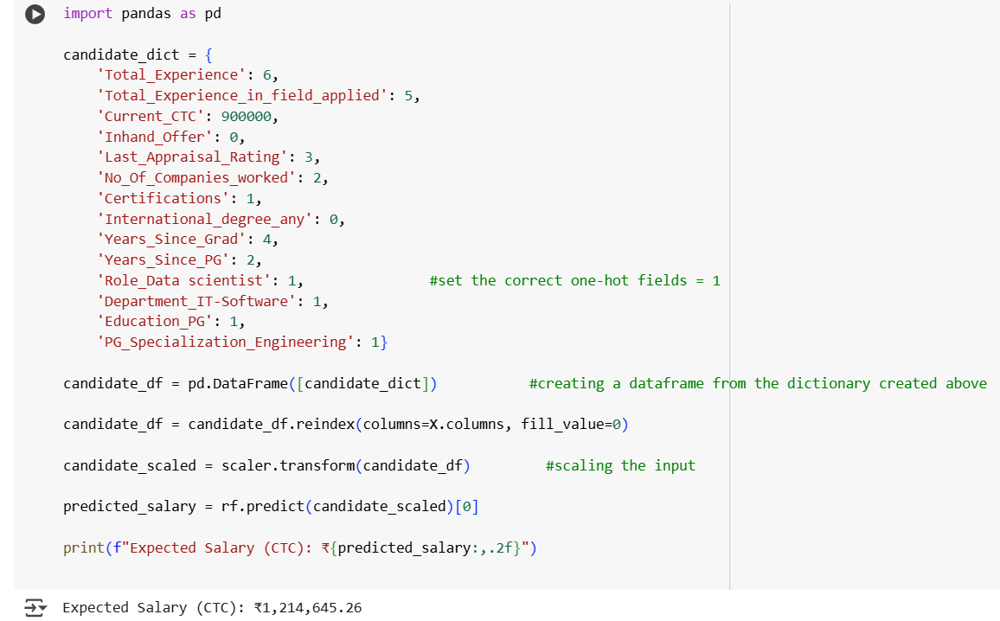 import pandas as pd
candidate_dict = {
'Total_Experience': 6,
'Total_Experience_in_field_applied': 5,
'Current_CTC': 900000,
'Inhand_Offer': 0,
'Last_Appraisal_Rating': 3,
'No_Of_Companies_worked': 2,
'Certifications': 1,
'International_degree_any': 0,
'Years_Since_Grad': 4,
'Years_Since_PG': 2,
'Role_Data scientist': 1, #set the correct one-hot fields = 1
'Department_IT-Software': 1,
'Education_PG': 1,
'PG_Specialization_Engineering': 1}
candidate_df = pd.DataFrame([candidate_dict]) #creating a dataframe from the dictionary created above
candidate_df = candidate_df.reindex(columns=X.columns, fill_value=0)
candidate_scaled = scaler.transform(candidate_df) #scaling the input
predicted_salary = rf.predict(candidate_scaled)[0]
print(f"Expected Salary (CTC): ₹{predicted_salary:,.2f}")
Expected Salary (CTC): ₹1,214,645.26